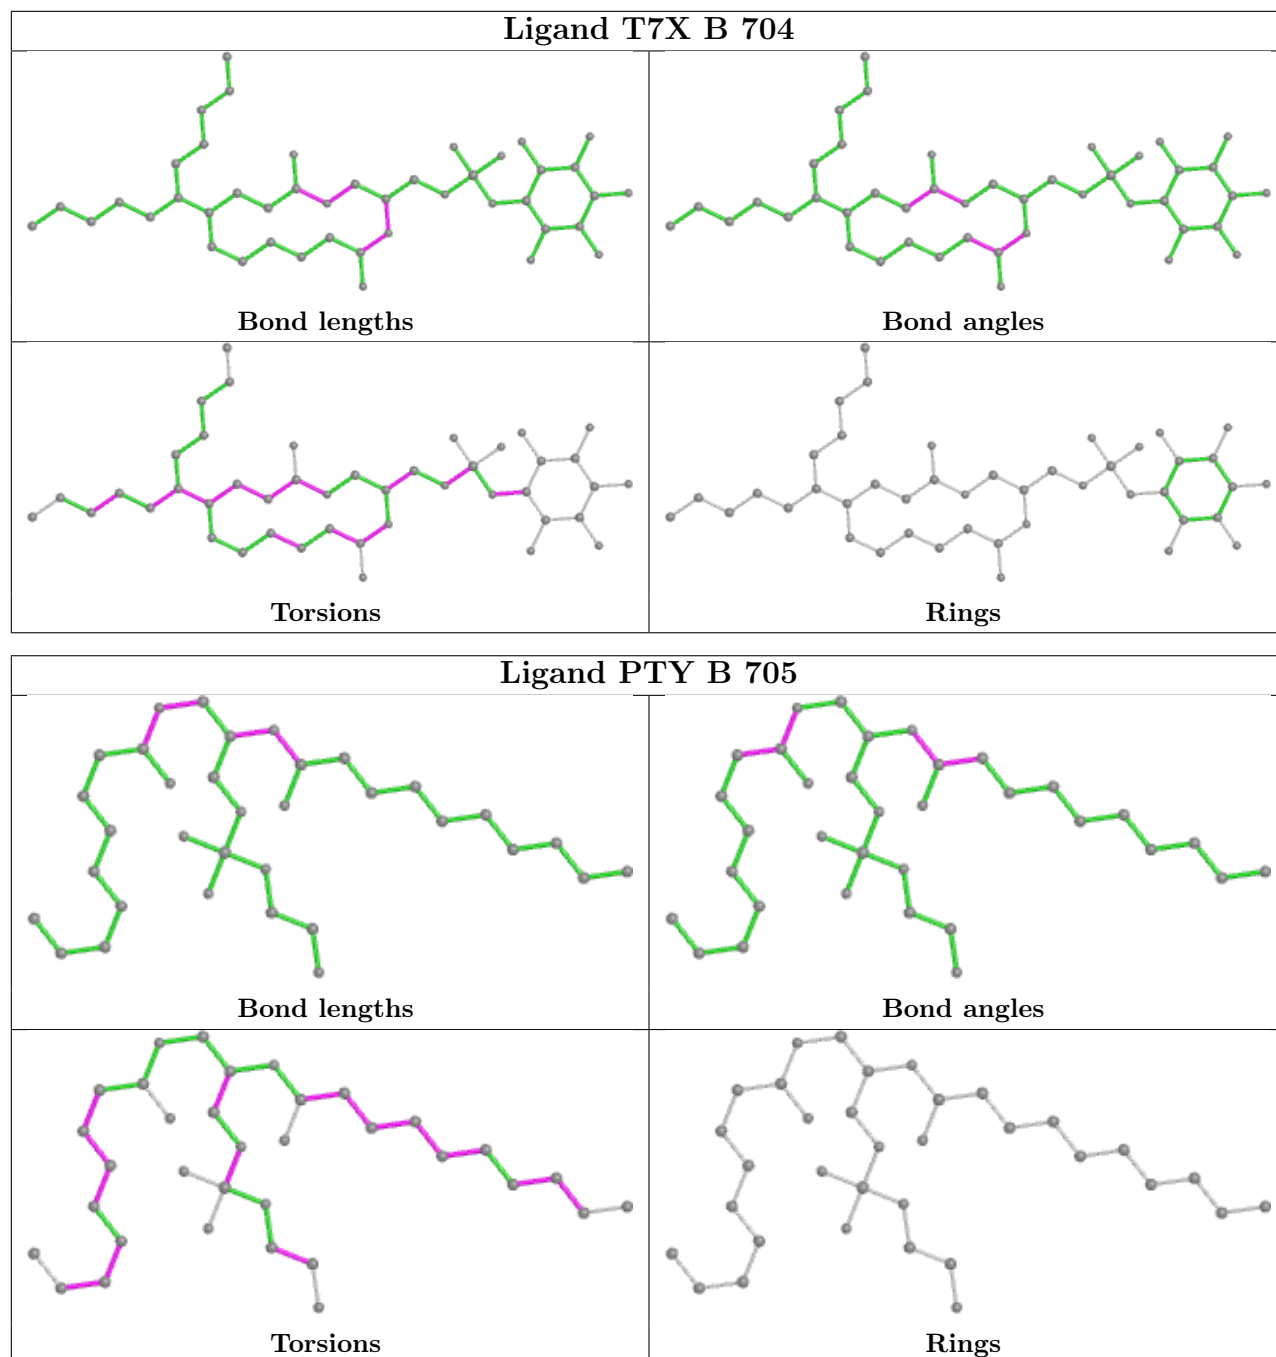 Ligand T7X B 704
Bond lengths
Bond angles
Torsions
Rings
Ligand PTY B 705
Bond lengths
Bond angles
Torsions
Rings